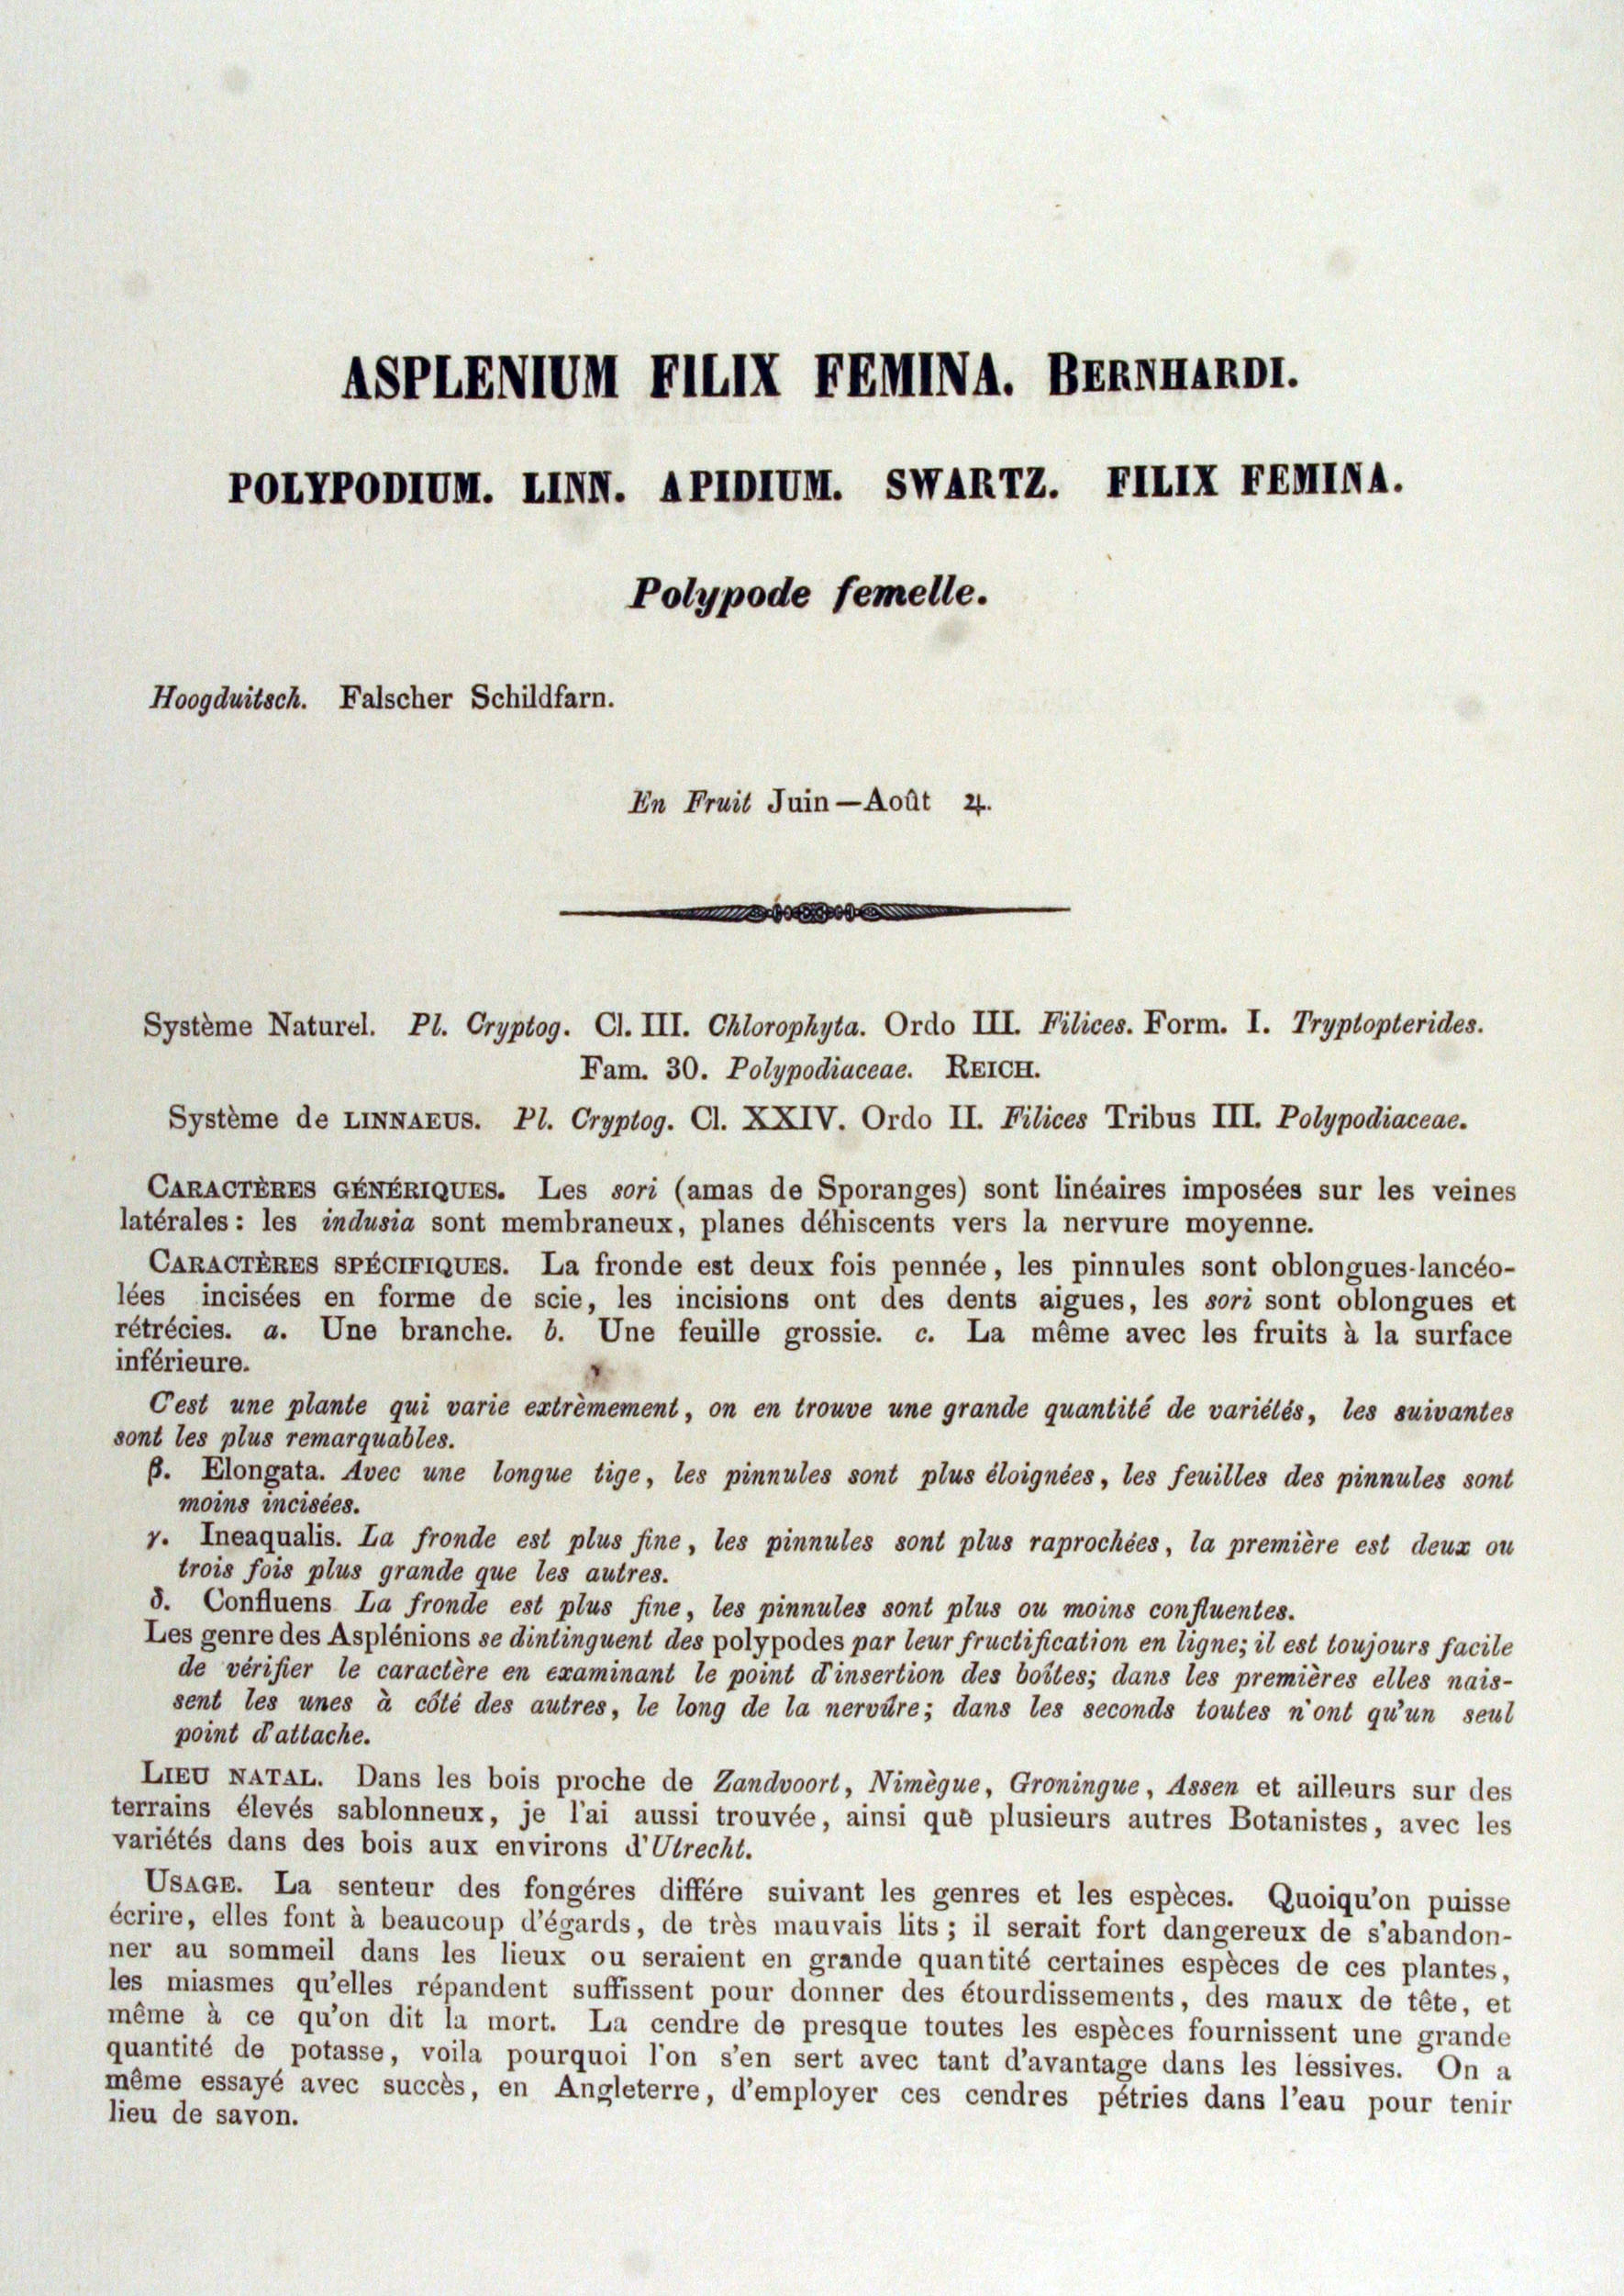 ASPLENIUM FILIX FEMINA. BERNHARDI.
POLYPODIUM. LINN. APIDIUM. SWARTZ. FILIX FEMINA.
Polypode femelle.
Hoogduitsch. Falscher Schildfarn.
En Fruit Juin—Août ♃.
Système Naturel. Pl. Cryptog. Cl. III. Chlorophyta. Ordo III. Filices. Form. I. Tryptopterides.
Fam. 30. Polypodiaceae. REICH.
Système de LINNAEUS. Pl. Cryptog. Cl. XXIV. Ordo II. Filices Tribus III. Polypodiaceae.
CARACTÈRES GÉNÉRIQUES. Les sori (amas de Sporanges) sont linéaires imposées sur les veines
latérales: les indusia sont membraneux, planes déhiscents vers la nervure moyenne.
CARACTÈRES SPÉCIFIQUES. La fronde est deux fois pennée, les pinnules sont oblongues-lancéo-
lées incisées en forme de scie, les incisions ont des dents aigues, les sori sont oblongues et
rétrécies. a. Une branche. b. Une feuille grossie. c. La même avec les fruits à la surface
inférieure.
C'est une plante qui varie extrèmement, on en trouve une grande quantité de variétés, les suivantes
sont les plus remarquables.
β. Elongata. Avec une longue tige, les pinnules sont plus éloignées, les feuilles des pinnules sont
moins incisées.
γ. Ineaqualis. La fronde est plus fine, les pinnules sont plus raprochées, la première est deux ou
trois fois plus grande que les autres.
δ. Confluens La fronde est plus fine, les pinnules sont plus ou moins confluentes.
Les genre des Asplénions se dintinguent des polypodes par leur fructification en ligne; il est toujours facile
de vérifier le caractère en examinant le point d'insertion des boîtes; dans les premières elles nais-
sent les unes à côté des autres, le long de la nervûre; dans les seconds toutes n'ont qu'un seul
point d'attache.
LIEU NATAL. Dans les bois proche de Zandvoort, Nimègue, Groningue, Assen et ailleurs sur des
terrains élevés sablonneux, je l'ai aussi trouvée, ainsi que plusieurs autres Botanistes, avec les
variétés dans des bois aux environs d'Utrecht.
USAGE. La senteur des fongéres différe suivant les genres et les espèces. Quoiqu'on puisse
écrire, elles font à beaucoup d'égards, de très mauvais lits; il serait fort dangereux de s'abandon-
ner au sommeil dans les lieux ou seraient en grande quantité certaines espèces de ces plantes,
les miasmes qu'elles répandent suffissent pour donner des étourdissements, des maux de tête, et
même à ce qu'on dit la mort. La cendre de presque toutes les espèces fournissent une grande
quantité de potasse, voila pourquoi l'on s'en sert avec tant d'avantage dans les lessives. On a
même essayé avec succès, en Angleterre, d'employer ces cendres pétries dans l'eau pour tenir
lieu de savon.